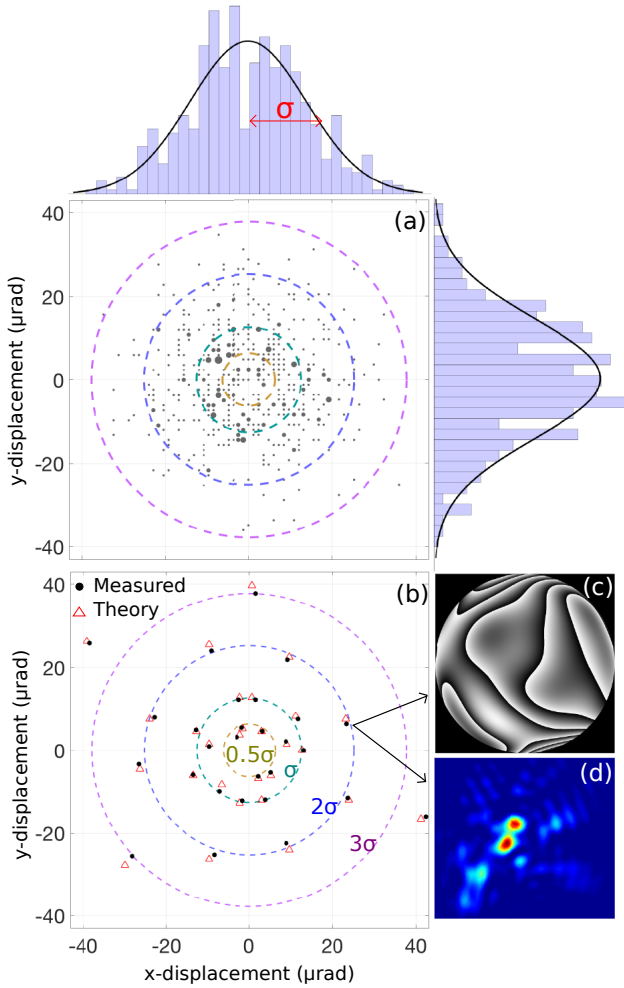 σ
(a)
40
20
0
-20
-40
y-displacement (μrad)
Measured
Theory
(b)
40
20
0
-20
-40
y-displacement (μrad)
0.5σ
σ
2σ
3σ
-40
-20
0
20
40
x-displacement (μrad)
(c)
(d)